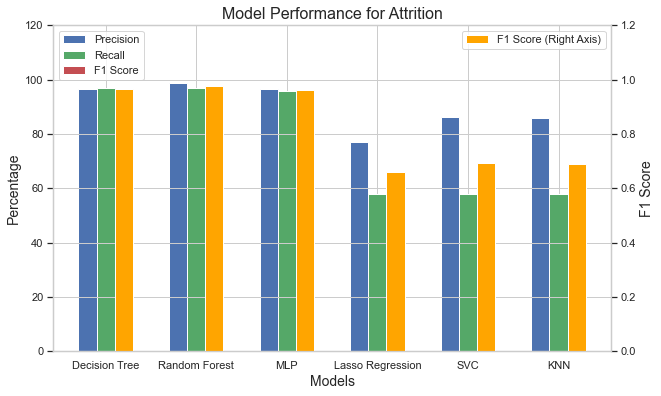 Model Performance for Attrition
Precision
Recall
F1 Score
F1 Score (Right Axis)
120
100
80
60
40
20
0
Percentage
1.2
1.0
0.8
0.6
0.4
0.2
0.0
F1 Score
Decision Tree Random Forest MLP Lasso Regression SVC KNN
Models